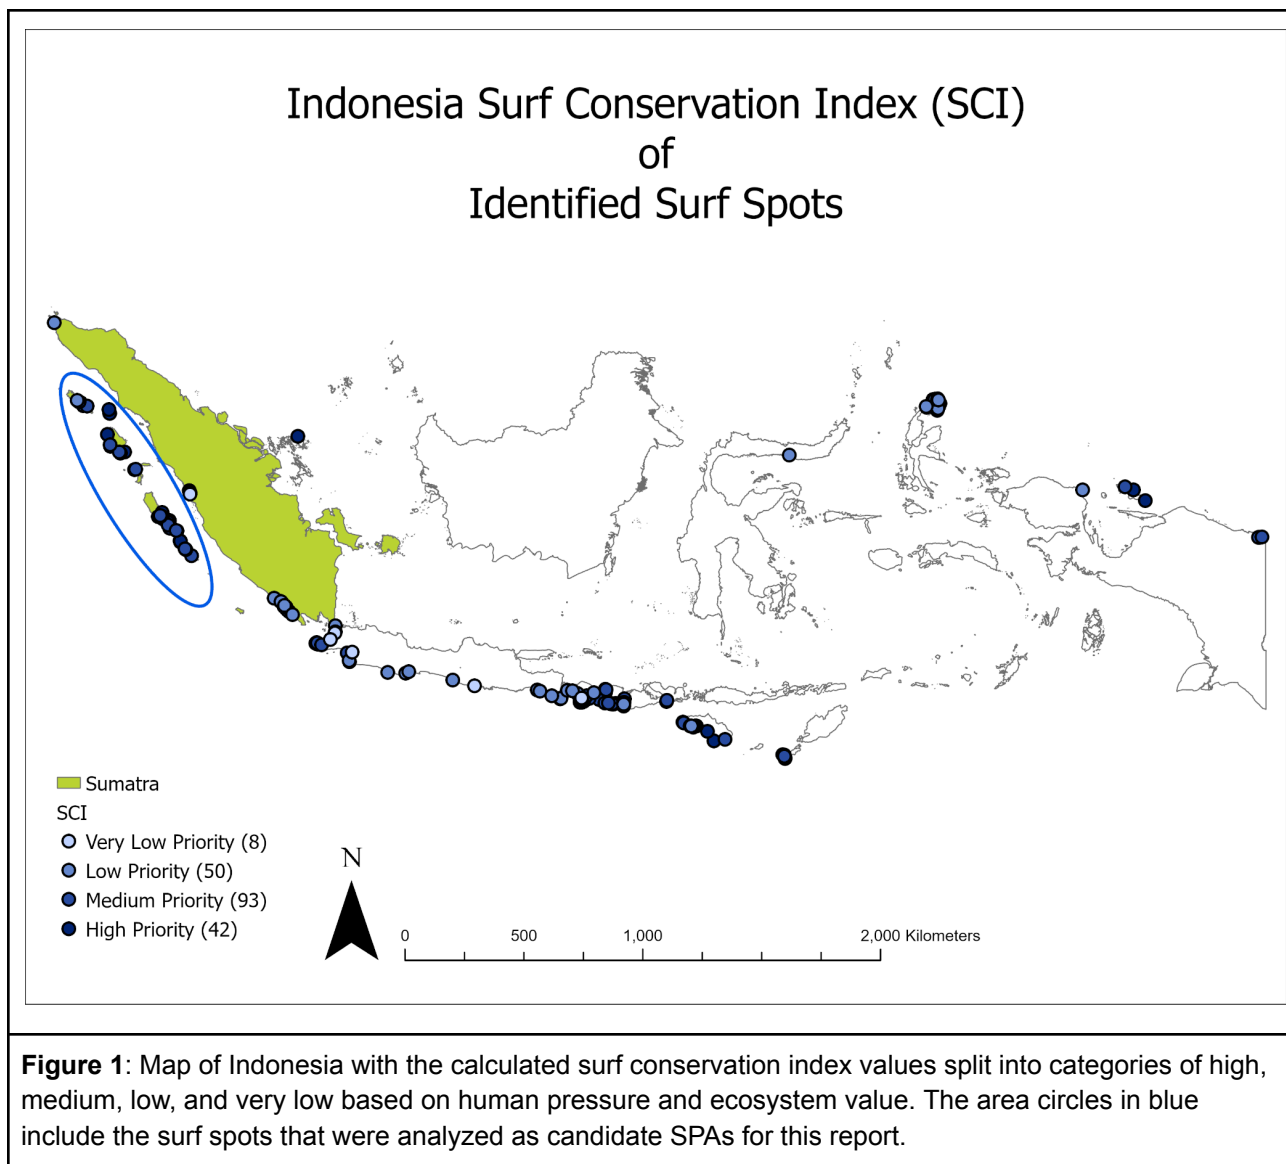 Indonesia Surf Conservation Index (SCI)
of
Identified Surf Spots
Sumatra
SCI
Very Low Priority (8)
Low Priority (50)
Medium Priority (93)
High Priority (42)
N
0 500 1,000 2,000 Kilometers
Figure 1: Map of Indonesia with the calculated surf conservation index values split into categories of high,
medium, low, and very low based on human pressure and ecosystem value. The area circles in blue
include the surf spots that were analyzed as candidate SPAs for this report.